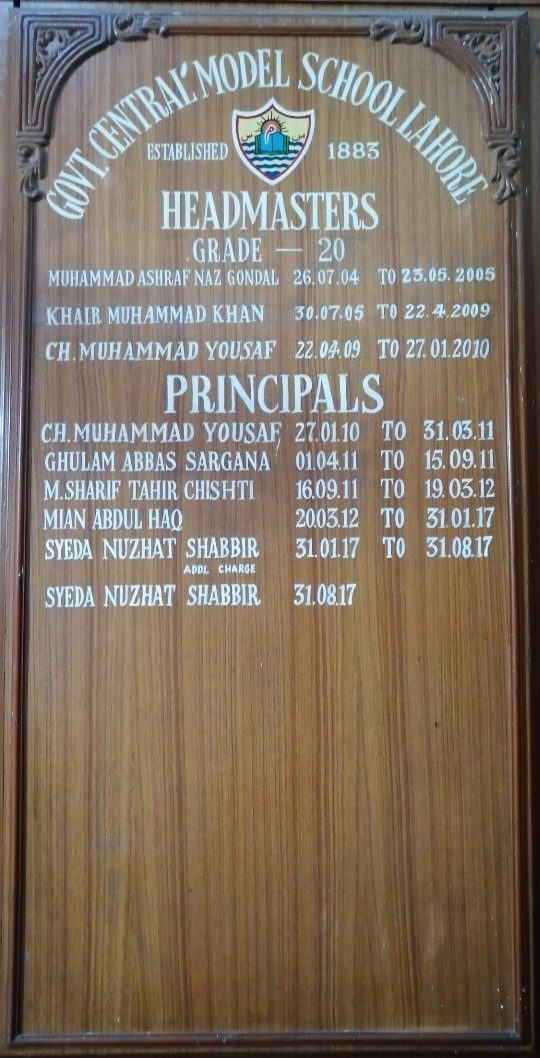 GOVT. CENTRAL MODEL SCHOOL LAHORE
ESTABLISHED 1883
HEADMASTERS
GRADE — 20
MUHAMMAD ASHRAF NAZ GONDAL 26.07.04 TO 23.05.2005
KHAIR MUHAMMAD KHAN 30.07.05 TO 22.4.2009
CH. MUHAMMAD YOUSAF 22.04.09 TO 27.01.2010
PRINCIPALS
CH. MUHAMMAD YOUSAF 27.01.10 TO 31.03.11
GHULAM ABBAS SARGANA 01.04.11 TO 15.09.11
M. SHARIF TAHIR CHISHTI 16.09.11 TO 19.03.12
MIAN ABDUL HAQ 20.03.12 TO 31.01.17
SYEDA NUZHAT SHABBIR 31.01.17 TO 31.08.17
ADDL CHARGE
SYEDA NUZHAT SHABBIR 31.08.17